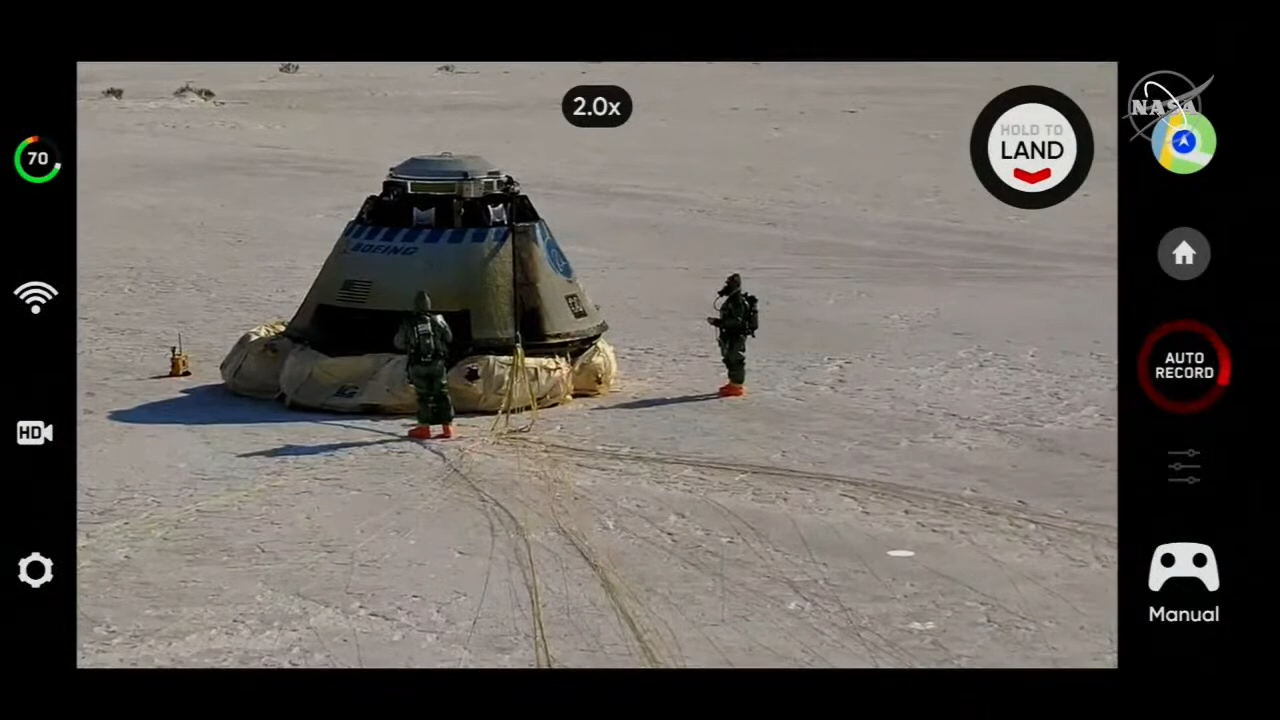 2.0x
HOLD TO
LAND
NASA
70
BOEING
AUTO
RECORD
HD
Manual